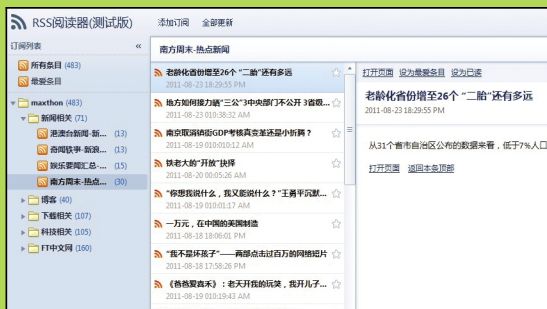 RSS阅读器(测试版)
添加订阅 全部更新
订阅列表 «
所有条目 (483)
最爱条目
maxthon (483)
新闻相关 (71)
港澳台新闻-新... (13)
奇闻轶事-新浪... (13)
娱乐要闻汇总-... (15)
南方周末-热点... (30)
博客 (40)
下载相关 (107)
科技相关 (105)
FT中文网 (160)
南方周末-热点新闻
老龄化省份增至26个 “二胎”还有多远
2011-08-23 18:29:55 PM
地方如何接力晒“三公”3中央部门不公开 3省级...
2011-08-23 010:38:32 AM
南京取消街道GDP考核真变革还是小折腾？
2011-08-19 010:010:12 AM
铁老大的“开放”抉择
2011-08-20 00:05:26 AM
“你想我说什么，我又能说什么？”王勇平沉默...
2011-08-19 010:01:17 AM
一万元，在中国的美国制造
2011-08-18 18:06:01 PM
“我不是坏孩子”——两部点击过百万的网络短片
2011-08-18 17:58:26 PM
《爸爸爱喜禾》：老天开我的玩笑，我开儿子...
2011-08-19 010:19:43 AM
打开页面 设为最爱条目 设为已读
老龄化省份增至26个 “二胎”还有多远
2011-08-23 18:29:55 PM
从31个省市自治区公布的数据来看，低于7%人口
打开页面 返回本条顶部